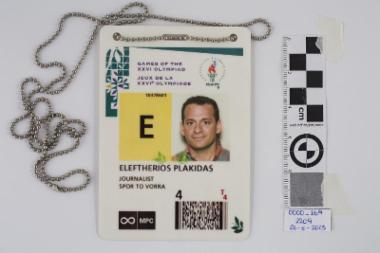 GAMES OF THE
XXVI OLYMPIAD
JEUX DE LA
XXVIe OLYMPIADE
E
ELEFTHERIOS PLAKIDAS
JOURNALIST
SPOR TO VORRA
4
T
4
MPC
cm